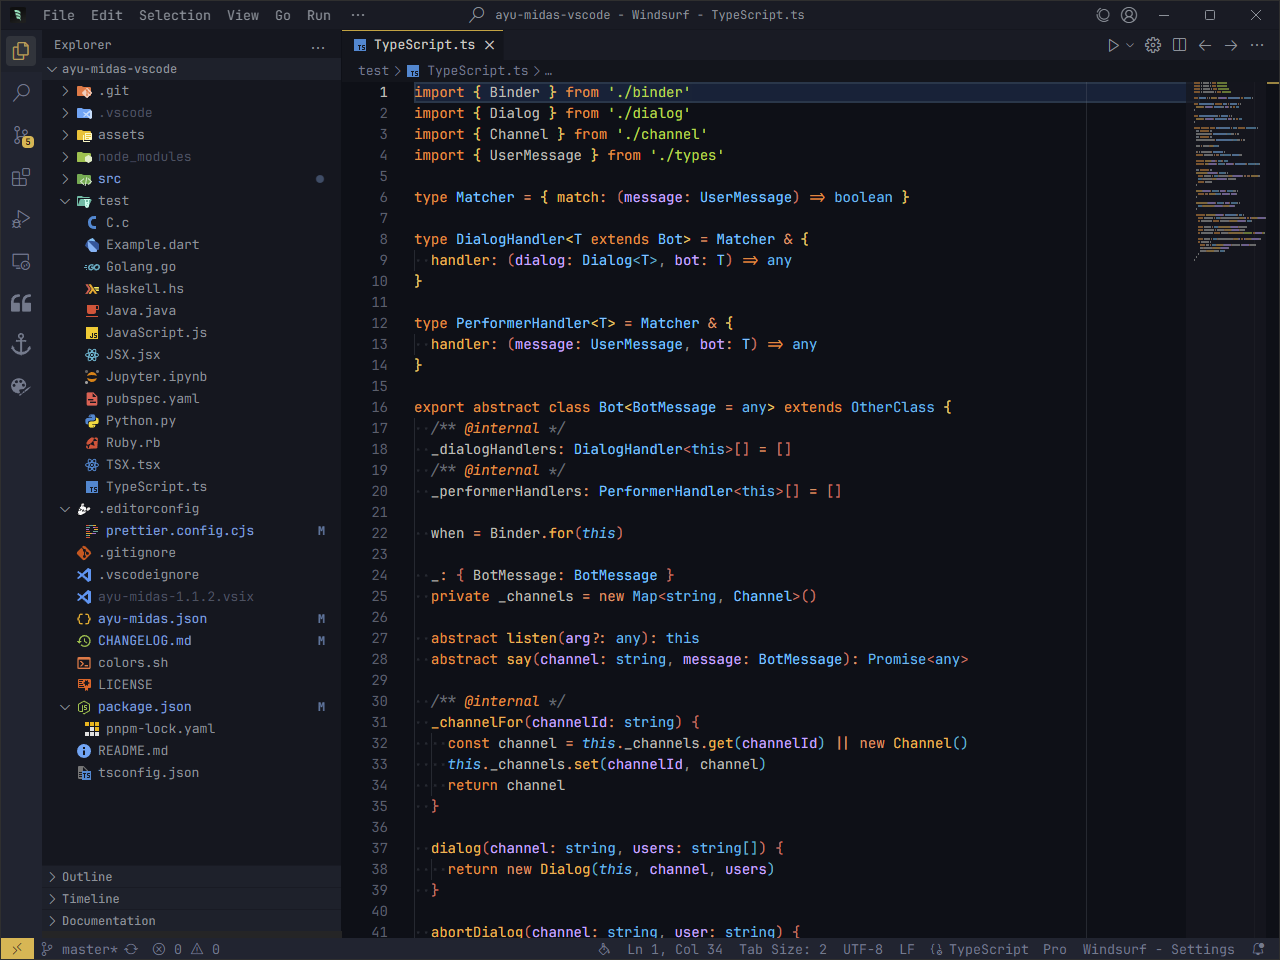 File Edit Selection View Go Run ··· ayu-midas-vscode - Windsurf - TypeScript.ts
Explorer ···
ayu-midas-vscode
.git
.vscode
assets
node_modules
src
test
C.c
Example.dart
Golang.go
Haskell.hs
Java.java
JavaScript.js
JSX.jsx
Jupyter.ipynb
pubspec.yaml
Python.py
Ruby.rb
TSX.tsx
TypeScript.ts
.editorconfig
prettier.config.cjs M
.gitignore
.vscodeignore
ayu-midas-1.1.2.vsix
ayu-midas.json M
CHANGELOG.md M
colors.sh
LICENSE
package.json M
pnpm-lock.yaml
README.md
tsconfig.json
Outline
Timeline
Documentation
5
TypeScript.ts
test > TypeScript.ts > …
1 import { Binder } from './binder'
2 import { Dialog } from './dialog'
3 import { Channel } from './channel'
4 import { UserMessage } from './types'
5
6 type Matcher = { match: (message: UserMessage) => boolean }
7
8 type DialogHandler<T extends Bot> = Matcher & {
9 handler: (dialog: Dialog<T>, bot: T) => any
10 }
11
12 type PerformerHandler<T> = Matcher & {
13 handler: (message: UserMessage, bot: T) => any
14 }
15
16 export abstract class Bot<BotMessage = any> extends OtherClass {
17 /** @internal */
18 _dialogHandlers: DialogHandler<this>[] = []
19 /** @internal */
20 _performerHandlers: PerformerHandler<this>[] = []
21
22 when = Binder.for(this)
23
24 _: { BotMessage: BotMessage }
25 private _channels = new Map<string, Channel>()
26
27 abstract listen(arg?: any): this
28 abstract say(channel: string, message: BotMessage): Promise<any>
29
30 /** @internal */
31 _channelFor(channelId: string) {
32 const channel = this._channels.get(channelId) || new Channel()
33 this._channels.set(channelId, channel)
34 return channel
35 }
36
37 dialog(channel: string, users: string[]) {
38 return new Dialog(this, channel, users)
39 }
40
41 abortDialog(channel: string, user: string) {
master* 0 0 Ln 1, Col 34 Tab Size: 2 UTF-8 LF {} TypeScript Pro Windsurf - Settings